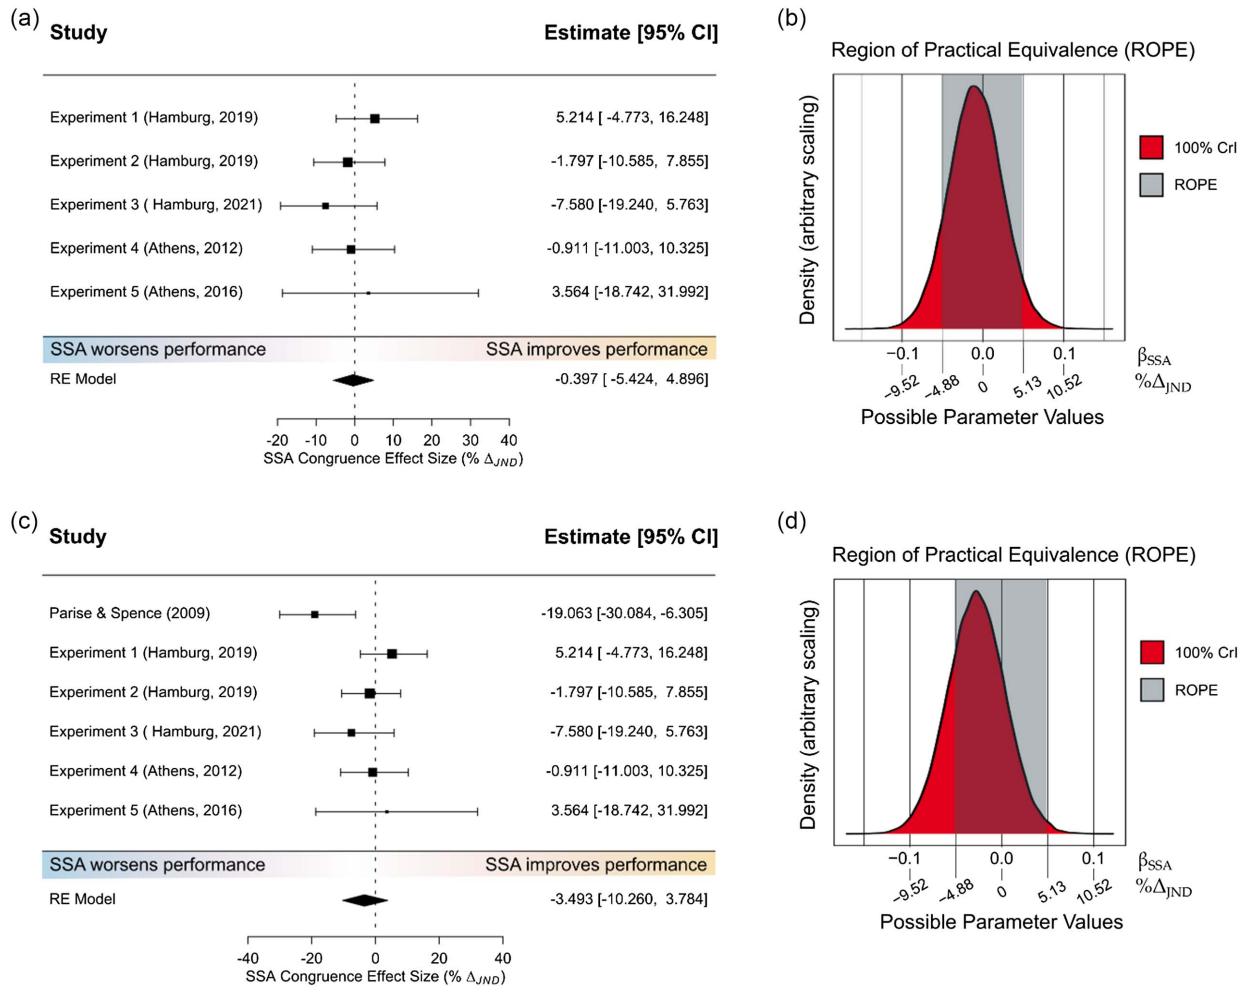 (a)
Study Estimate [95% CI]
Experiment 1 (Hamburg, 2019) 5.214 [ -4.773, 16.248]
Experiment 2 (Hamburg, 2019) -1.797 [-10.585, 7.855]
Experiment 3 ( Hamburg, 2021) -7.580 [-19.240, 5.763]
Experiment 4 (Athens, 2012) -0.911 [-11.003, 10.325]
Experiment 5 (Athens, 2016) 3.564 [-18.742, 31.992]
SSA worsens performance SSA improves performance
RE Model -0.397 [ -5.424, 4.896]
-20 -10 0 10 20 30 40
SSA Congruence Effect Size (% ΔJND)
(b)
Region of Practical Equivalence (ROPE)
Density (arbitrary scaling)
100% CrI
ROPE
−0.1 0.0 0.1 βSSA
−9.52 −4.88 0 5.13 10.52 %ΔJND
Possible Parameter Values
(c)
Study Estimate [95% CI]
Parise & Spence (2009) -19.063 [-30.084, -6.305]
Experiment 1 (Hamburg, 2019) 5.214 [ -4.773, 16.248]
Experiment 2 (Hamburg, 2019) -1.797 [-10.585, 7.855]
Experiment 3 ( Hamburg, 2021) -7.580 [-19.240, 5.763]
Experiment 4 (Athens, 2012) -0.911 [-11.003, 10.325]
Experiment 5 (Athens, 2016) 3.564 [-18.742, 31.992]
SSA worsens performance SSA improves performance
RE Model -3.493 [-10.260, 3.784]
-40 -20 0 20 40
SSA Congruence Effect Size (% ΔJND)
(d)
Region of Practical Equivalence (ROPE)
Density (arbitrary scaling)
100% CrI
ROPE
−0.1 0.0 0.1 βSSA
−9.52 −4.88 0 5.13 10.52 %ΔJND
Possible Parameter Values